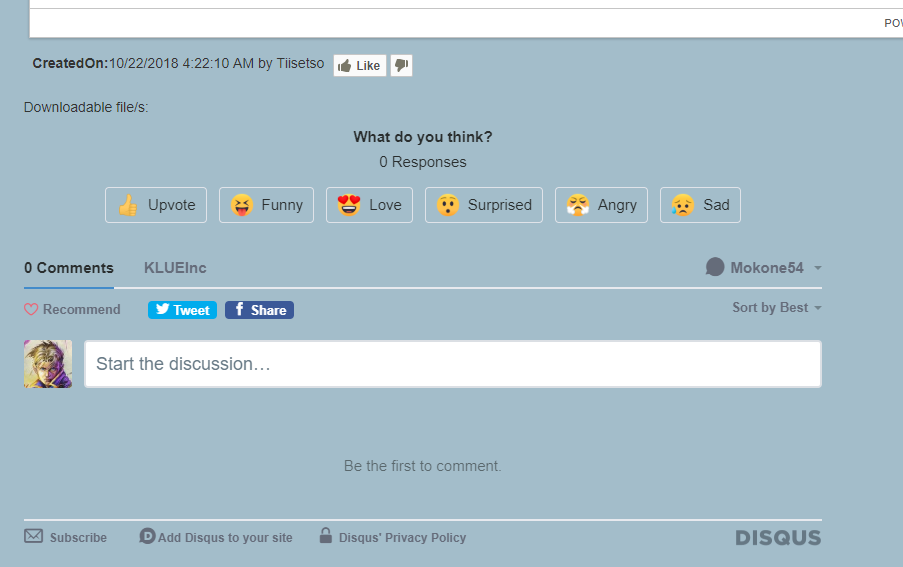 CreatedOn:10/22/2018 4:22:10 AM by Tiisetso Like
Downloadable file/s:
What do you think?
0 Responses
Upvote Funny Love Surprised Angry Sad
0 Comments KLUEInc Mokone54
Recommend Tweet Share Sort by Best
Start the discussion…
Be the first to comment.
Subscribe Add Disqus to your site Disqus' Privacy Policy DISQUS